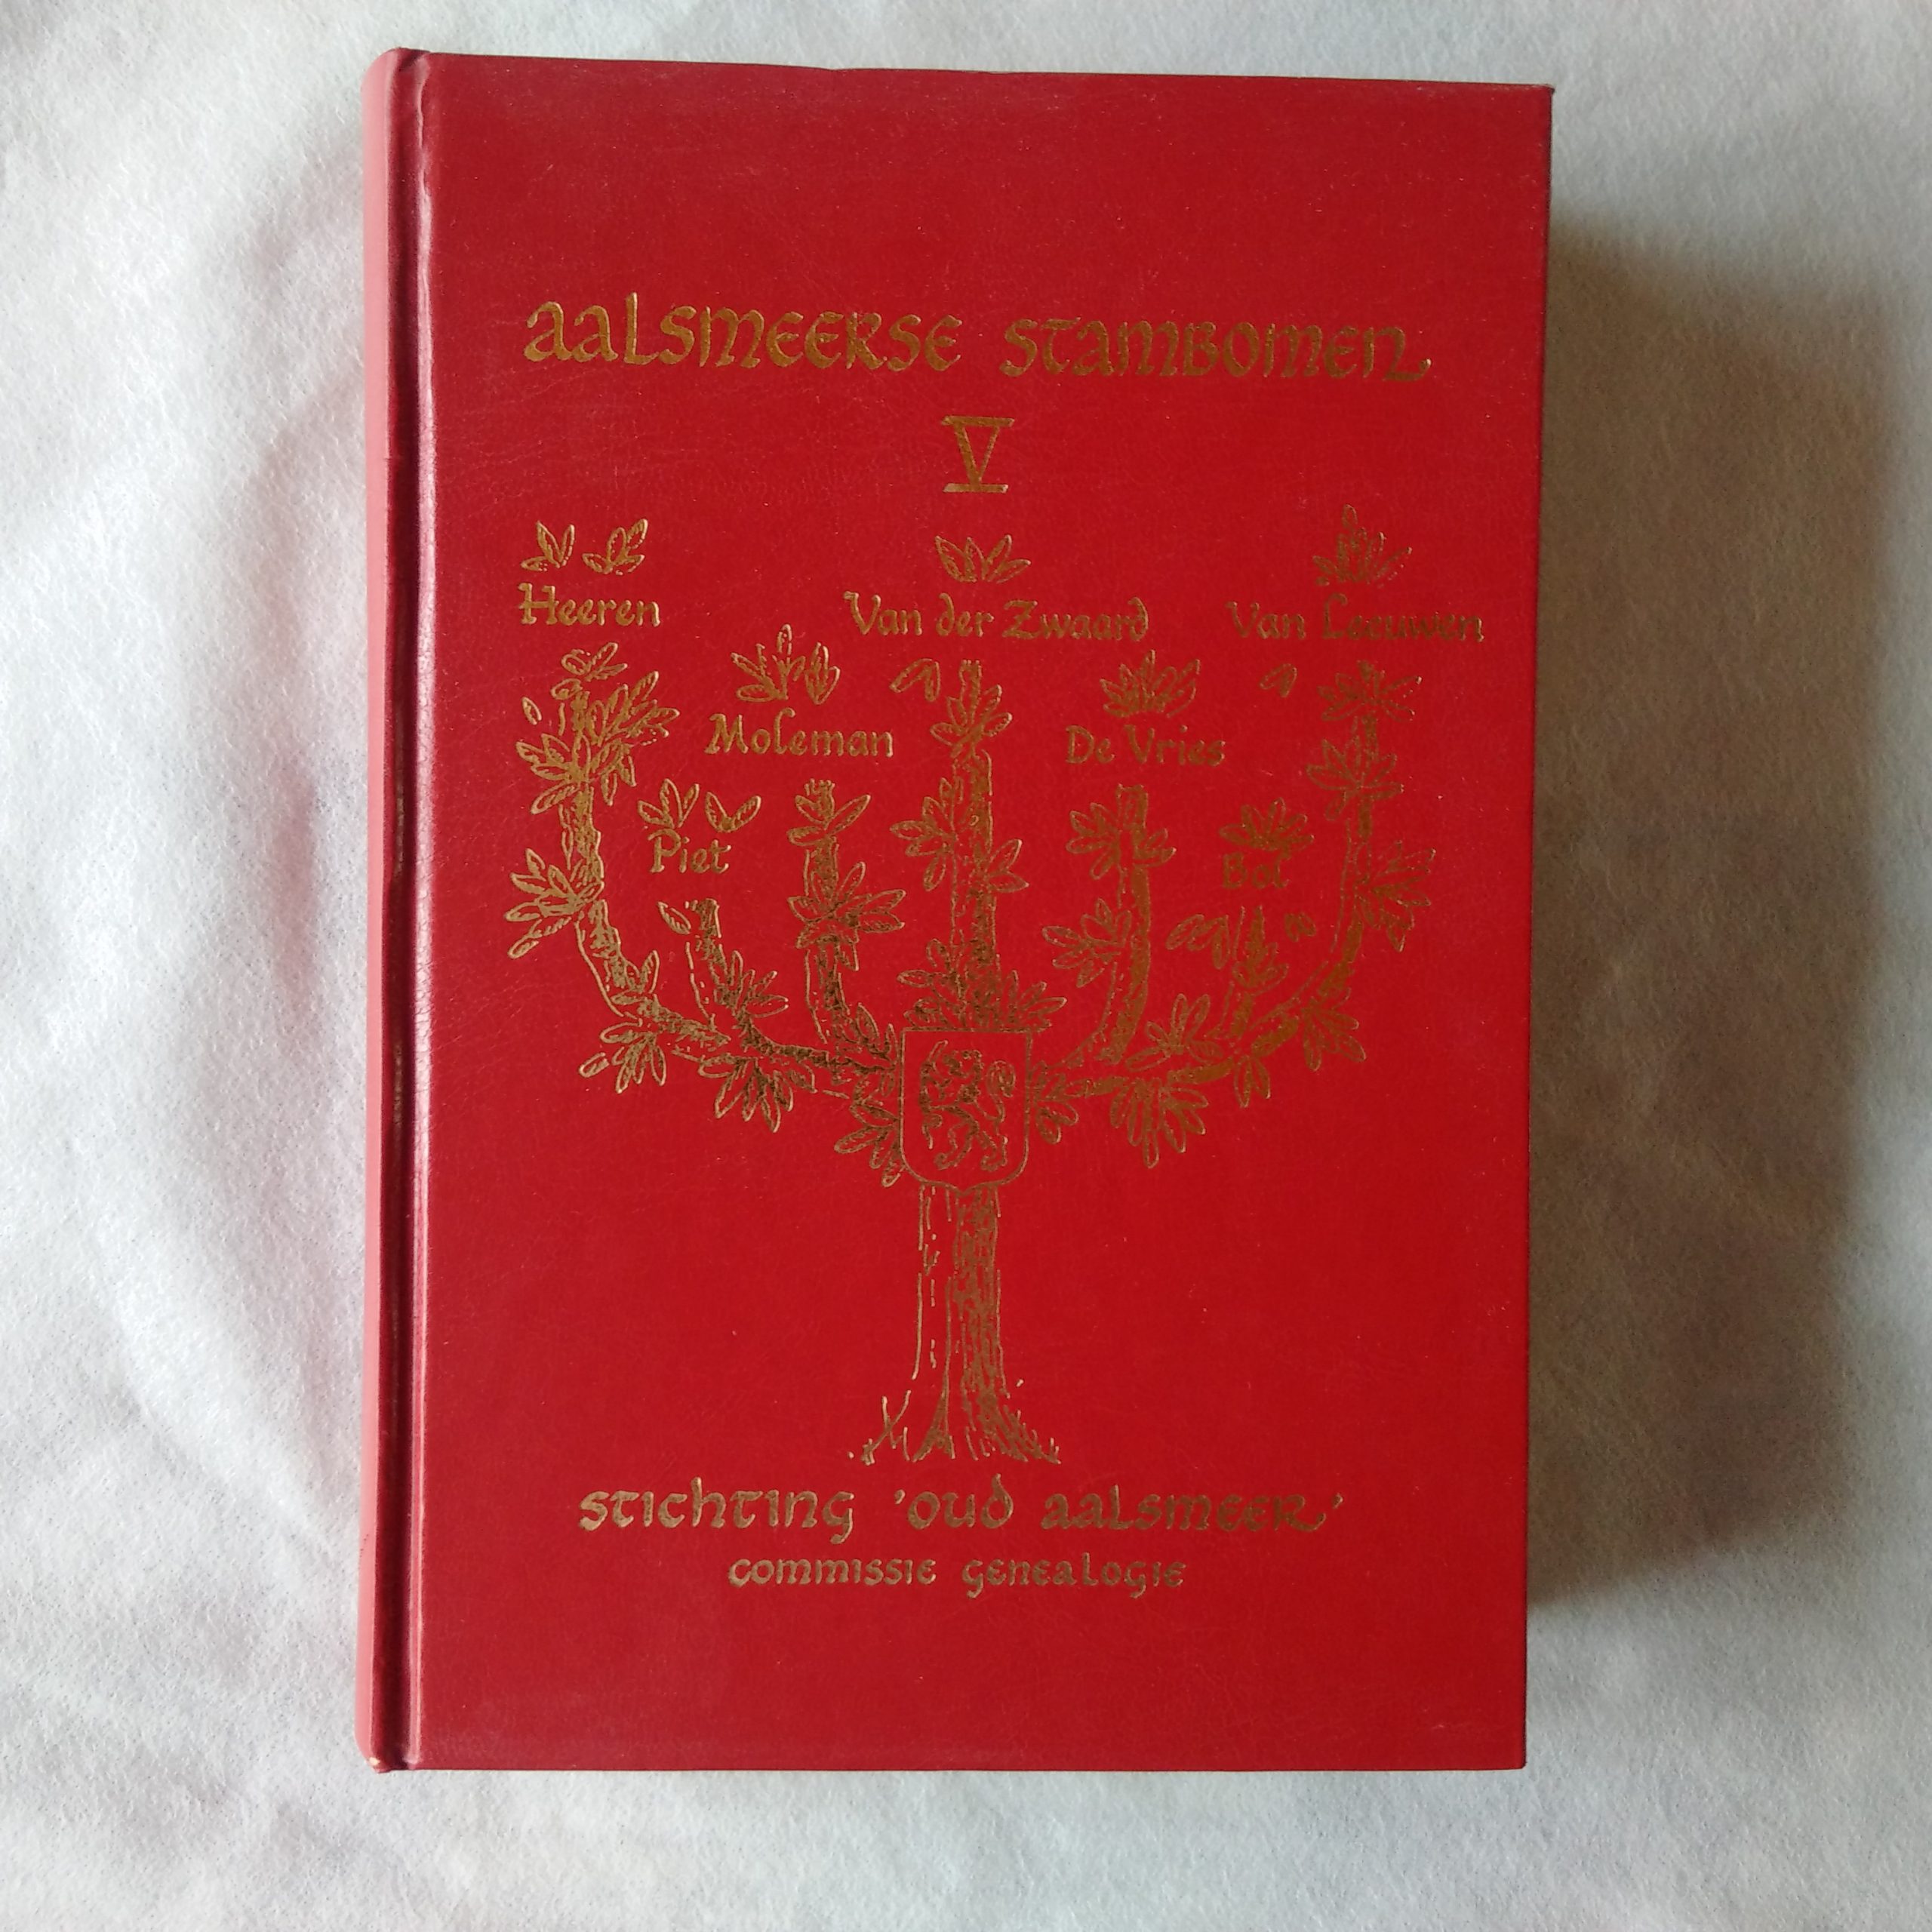 aalsmeerse stambomen
V
Heeren Van der Zwaard Van Leeuwen
Moleman De Vries
Piet Bol
stichting 'oud aalsmeer'
commissie genealogie